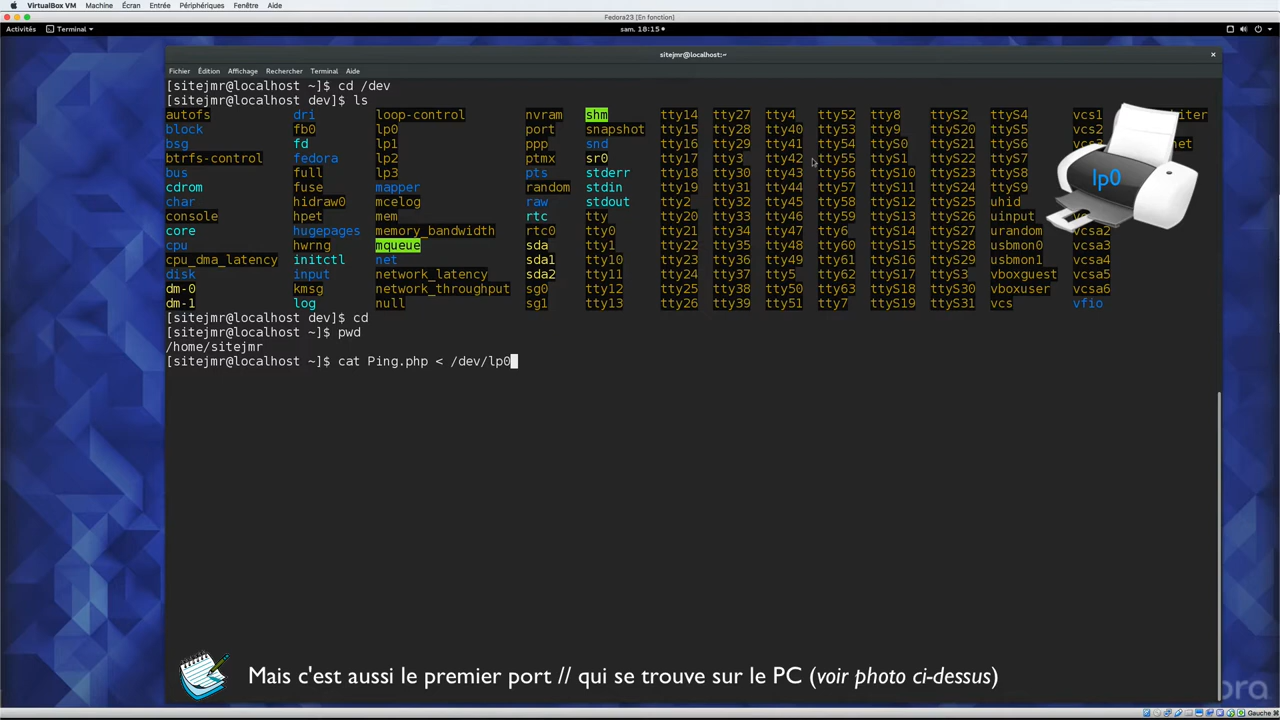 VirtualBox VM Machine Écran Entrée Périphériques Fenêtre Aide
Fedora23 [En fonction]
Activités Terminal sam. 18:15
sitejmr@localhost:~
Fichier Édition Affichage Rechercher Terminal Aide
[sitejmr@localhost ~]$ cd /dev
[sitejmr@localhost dev]$ ls
autofs dri loop-control nvram shm tty14 tty27 tty4 tty52 tty8 ttyS2 ttyS4 vcs1
block fb0 lp0 port snapshot tty15 tty28 tty40 tty53 tty9 ttyS20 ttyS5 vcs2
bsg fd lp1 ppp snd tty16 tty29 tty41 tty54 ttyS0 ttyS21 ttyS6
btrfs-control fedora lp2 ptmx sr0 tty17 tty3 tty42 tty55 ttyS1 ttyS22 ttyS7
bus full lp3 pts stderr tty18 tty30 tty43 tty56 ttyS10 ttyS23 ttyS8
cdrom fuse mapper random stdin tty19 tty31 tty44 tty57 ttyS11 ttyS24 ttyS9 lp0
char hidraw0 mcelog raw stdout tty2 tty32 tty45 tty58 ttyS12 ttyS25 uhid
console hpet mem rtc tty tty20 tty33 tty46 tty59 ttyS13 ttyS26 uinput
core hugepages memory_bandwidth rtc0 tty0 tty21 tty34 tty47 tty6 ttyS14 ttyS27 urandom vcsa2
cpu hwrng mqueue sda tty1 tty22 tty35 tty48 tty60 ttyS15 ttyS28 usbmon0 vcsa3
cpu_dma_latency initctl net sda1 tty10 tty23 tty36 tty49 tty61 ttyS16 ttyS29 usbmon1 vcsa4
disk input network_latency sda2 tty11 tty24 tty37 tty5 tty62 ttyS17 ttyS3 vboxguest vcsa5
dm-0 kmsg network_throughput sg0 tty12 tty25 tty38 tty50 tty63 ttyS18 ttyS30 vboxuser vcsa6
dm-1 log null sg1 tty13 tty26 tty39 tty51 tty7 ttyS19 ttyS31 vcs vfio
[sitejmr@localhost dev]$ cd
[sitejmr@localhost ~]$ pwd
/home/sitejmr
[sitejmr@localhost ~]$ cat Ping.php < /dev/lp0
Mais c'est aussi le premier port // qui se trouve sur le PC (voir photo ci-dessus)
Gauche ⌘